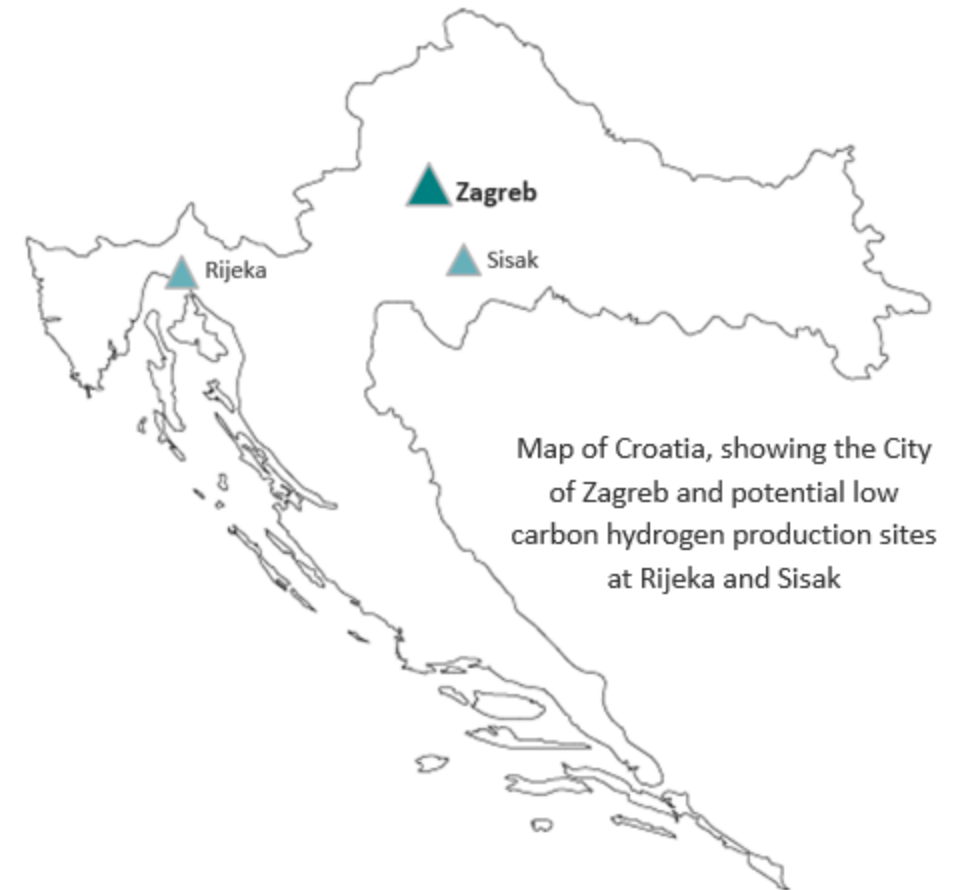 Zagreb
Sisak
Rijeka
Map of Croatia, showing the City
of Zagreb and potential low
carbon hydrogen production sites
at Rijeka and Sisak